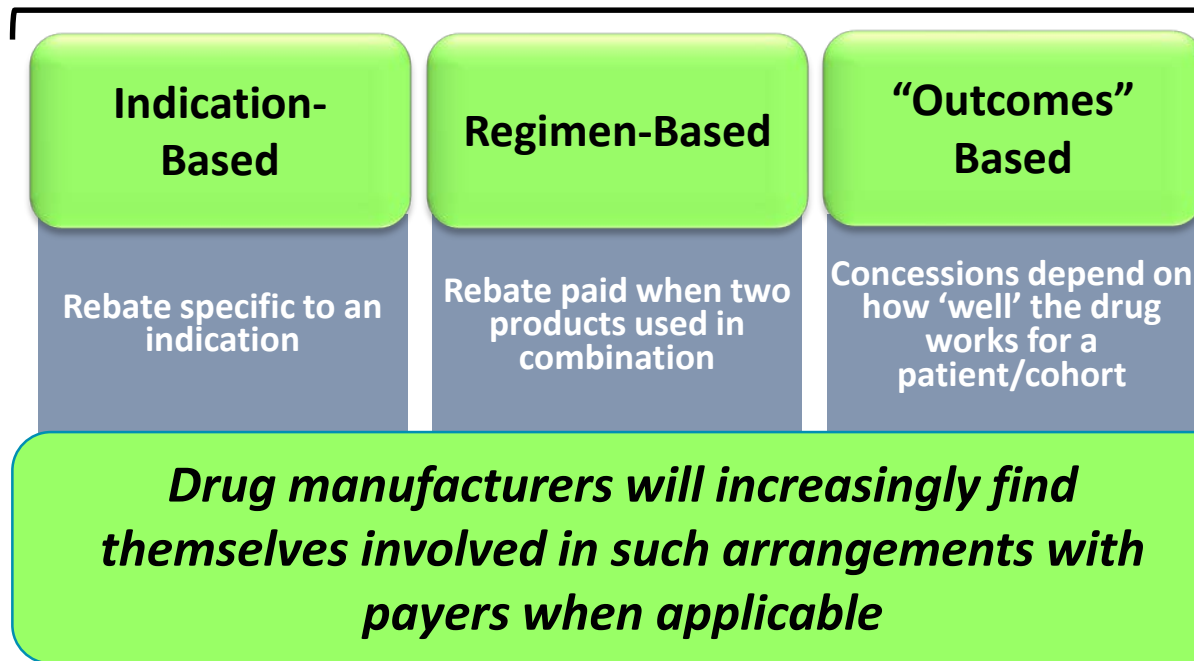 Indication-
Based
Regimen-Based
“Outcomes”
Based
Rebate specific to an
indication
Rebate paid when two
products used in
combination
Concessions depend on
how ‘well’ the drug
works for a
patient/cohort
Drug manufacturers will increasingly find
themselves involved in such arrangements with
payers when applicable